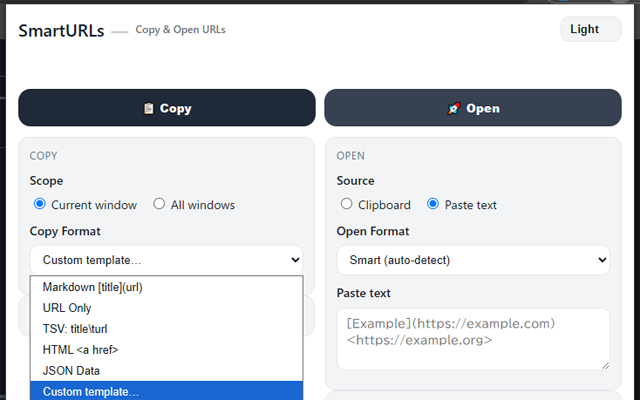 SmartURLs — Copy & Open URLs
Light
📋 Copy
🚀 Open
COPY
Scope
Current window
All windows
Copy Format
Custom template...
Markdown [title](url)
URL Only
TSV: title\turl
HTML <a href>
JSON Data
Custom template...
OPEN
Source
Clipboard
Paste text
Open Format
Smart (auto-detect)
Paste text
[Example](https://example.com)
<https://example.org>